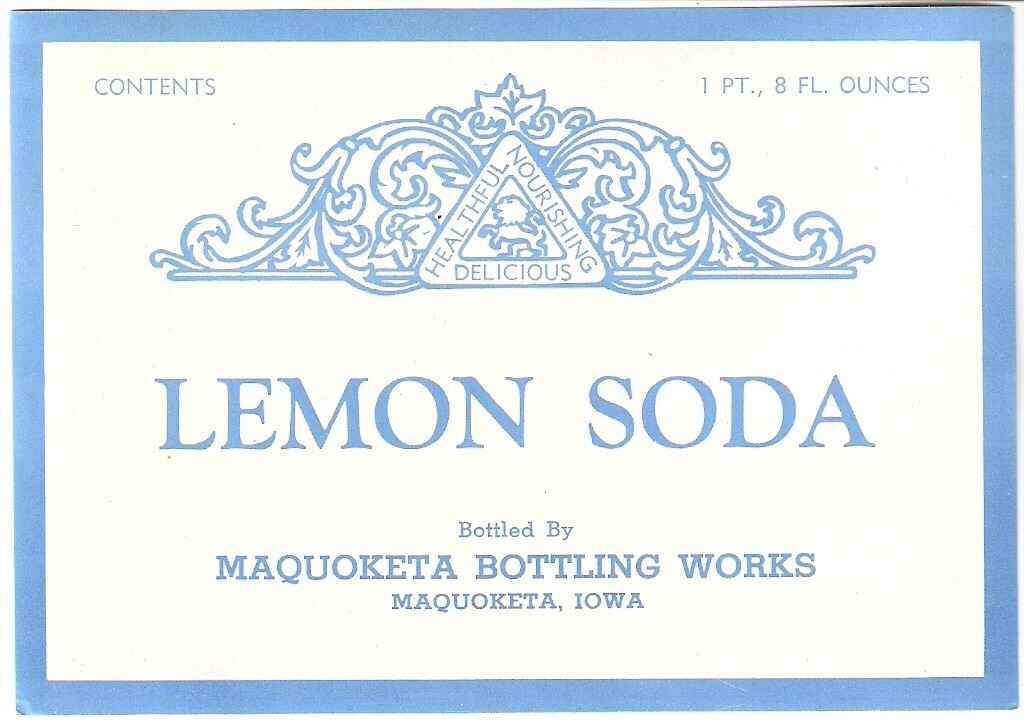 CONTENTS
1 PT., 8 FL. OUNCES
HEALTHFUL
NOURISHING
DELICIOUS
LEMON SODA
Bottled By
MAQUOKETA BOTTLING WORKS
MAQUOKETA, IOWA